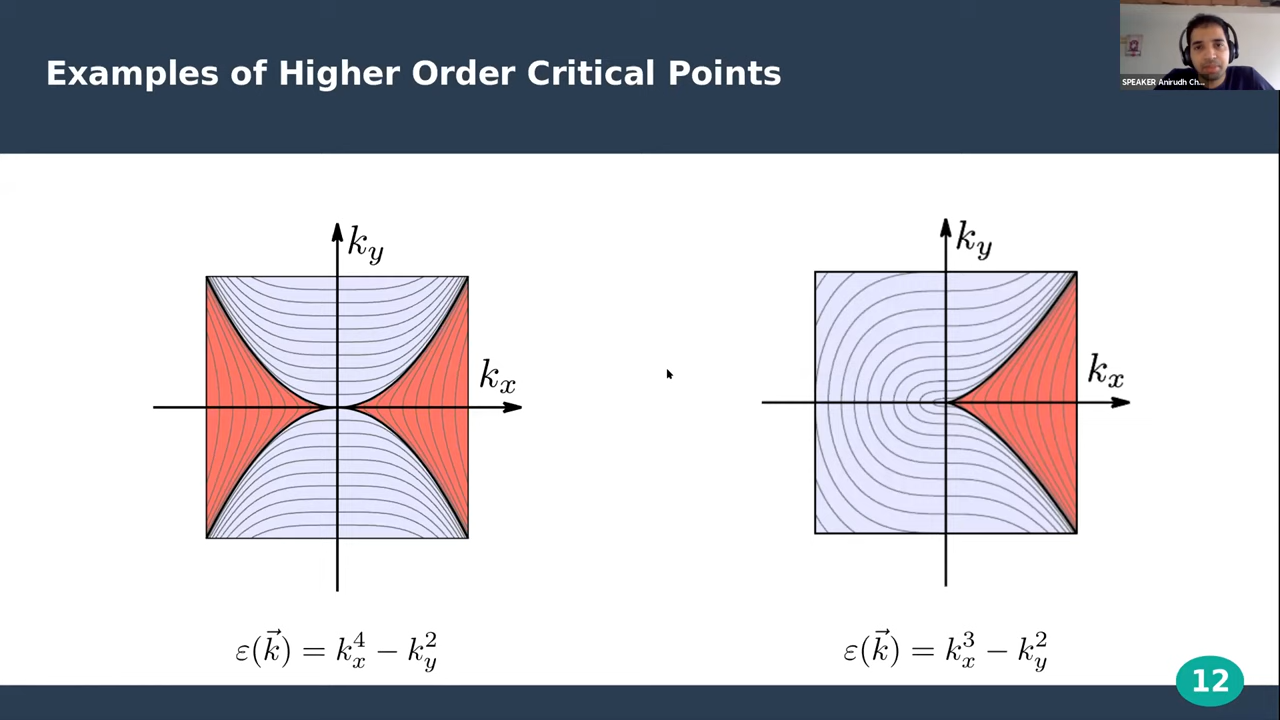 Examples of Higher Order Critical Points
SPEAKER Anirudh Ch...
k_y
k_x
k_y
k_x
ε(k⃗) = k_x^4 − k_y^2
ε(k⃗) = k_x^3 − k_y^2
12